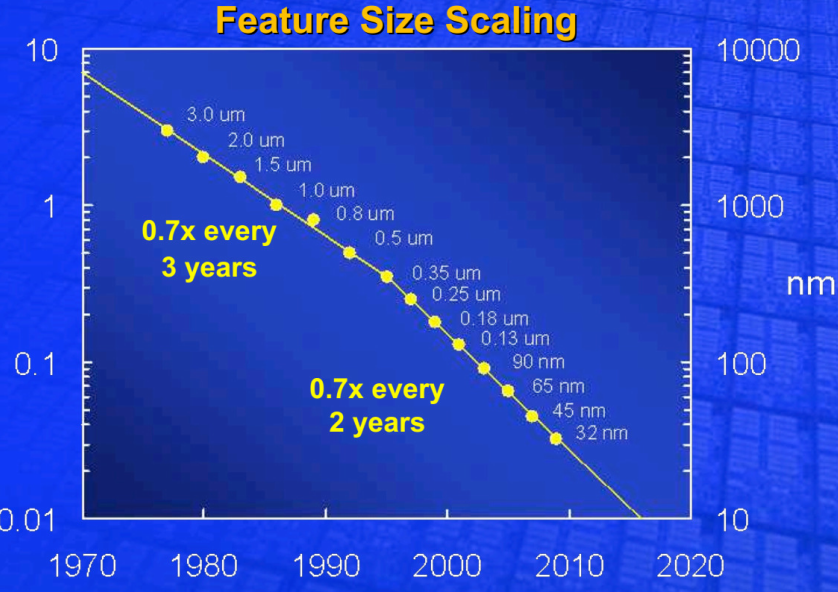 Feature Size Scaling
10
10000
3.0 um
2.0 um
1.5 um
1.0 um
1
1000
0.8 um
0.7x every
3 years
0.5 um
0.35 um
nm
0.25 um
0.18 um
0.13 um
0.1
100
90 nm
0.7x every
2 years
65 nm
45 nm
32 nm
0.01
10
1970 1980 1990 2000 2010 2020